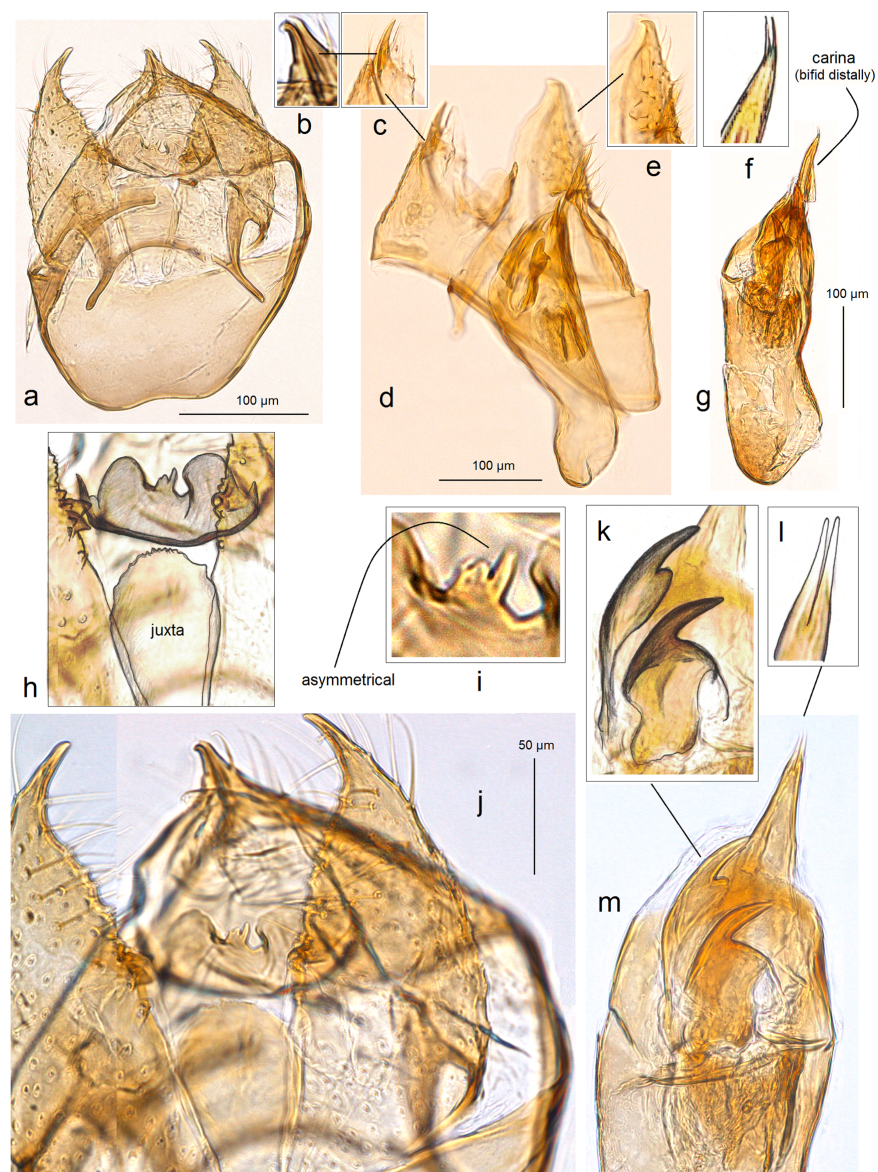 b
c
e
f
carina
(bifid distally)
a
100 µm
d
100 µm
g
100 µm
h
juxta
asymmetrical
i
k
l
j
50 µm
m